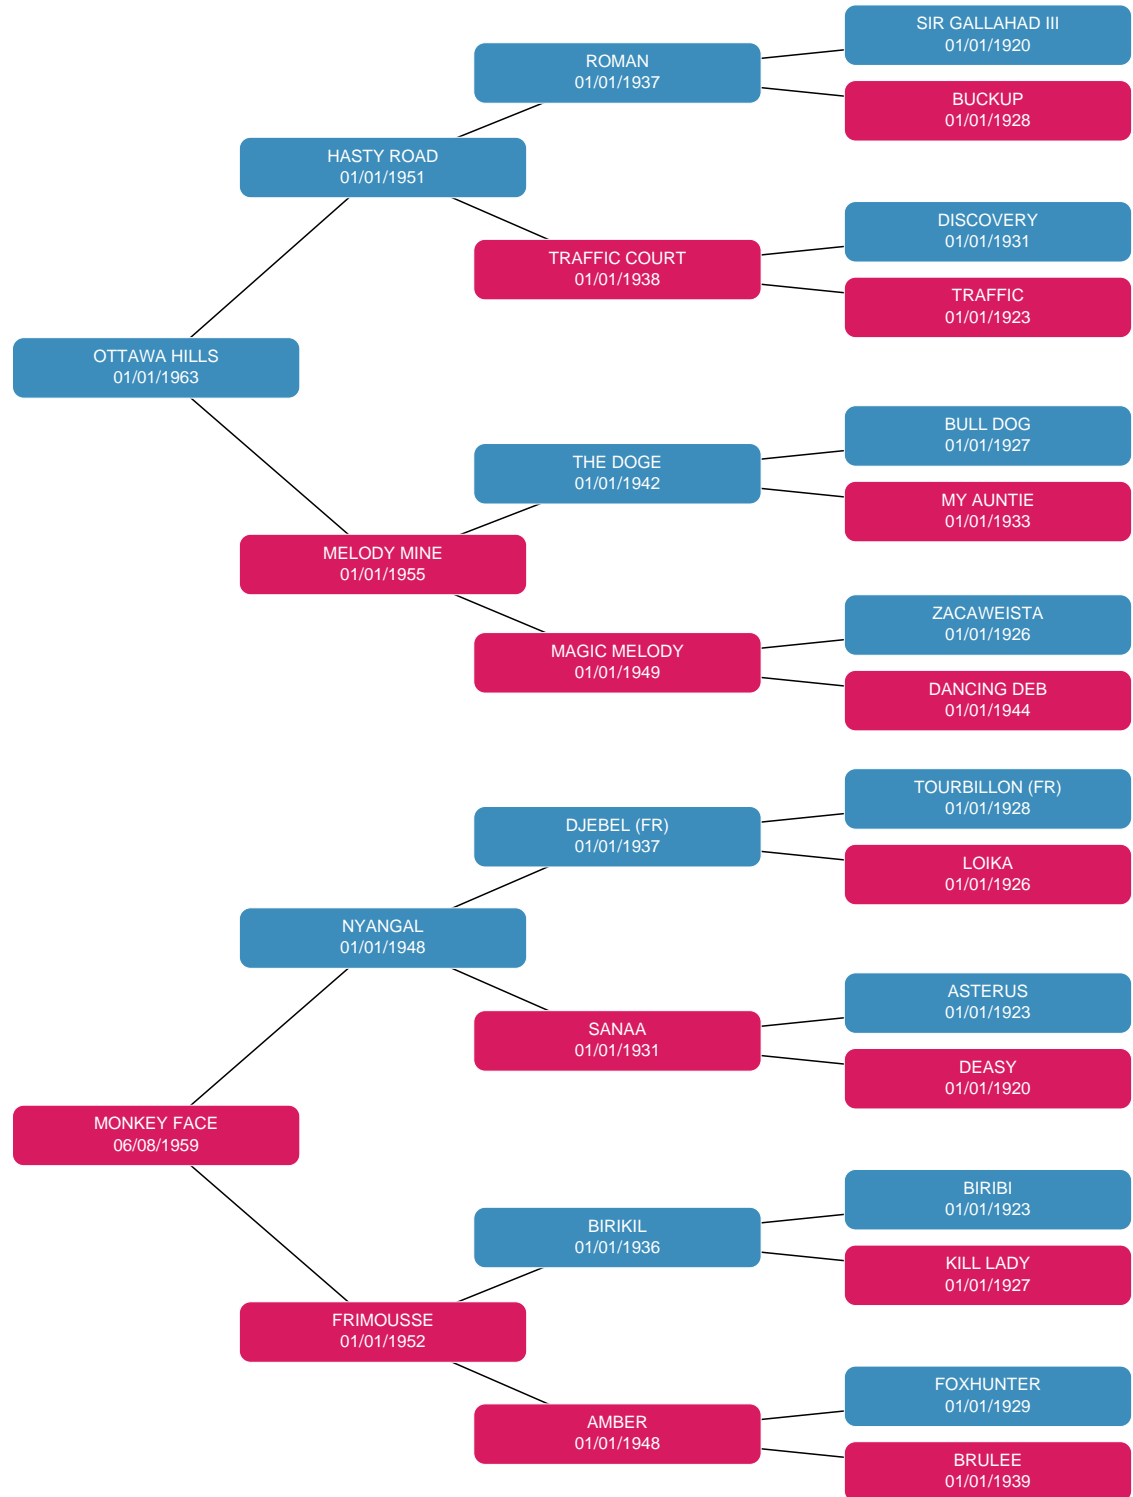 SIR GALLAHAD III
01/01/1920
ROMAN
01/01/1937
BUCKUP
01/01/1928
HASTY ROAD
01/01/1951
DISCOVERY
01/01/1931
TRAFFIC COURT
01/01/1938
TRAFFIC
01/01/1923
OTTAWA HILLS
01/01/1963
BULL DOG
01/01/1927
THE DOGE
01/01/1942
MY AUNTIE
01/01/1933
MELODY MINE
01/01/1955
ZACAWEISTA
01/01/1926
MAGIC MELODY
01/01/1949
DANCING DEB
01/01/1944
TOURBILLON (FR)
01/01/1928
DJEBEL (FR)
01/01/1937
LOIKA
01/01/1926
NYANGAL
01/01/1948
ASTERUS
01/01/1923
SANAA
01/01/1931
DEASY
01/01/1920
MONKEY FACE
06/08/1959
BIRIBI
01/01/1923
BIRIKIL
01/01/1936
KILL LADY
01/01/1927
FRIMOUSSE
01/01/1952
FOXHUNTER
01/01/1929
AMBER
01/01/1948
BRULEE
01/01/1939